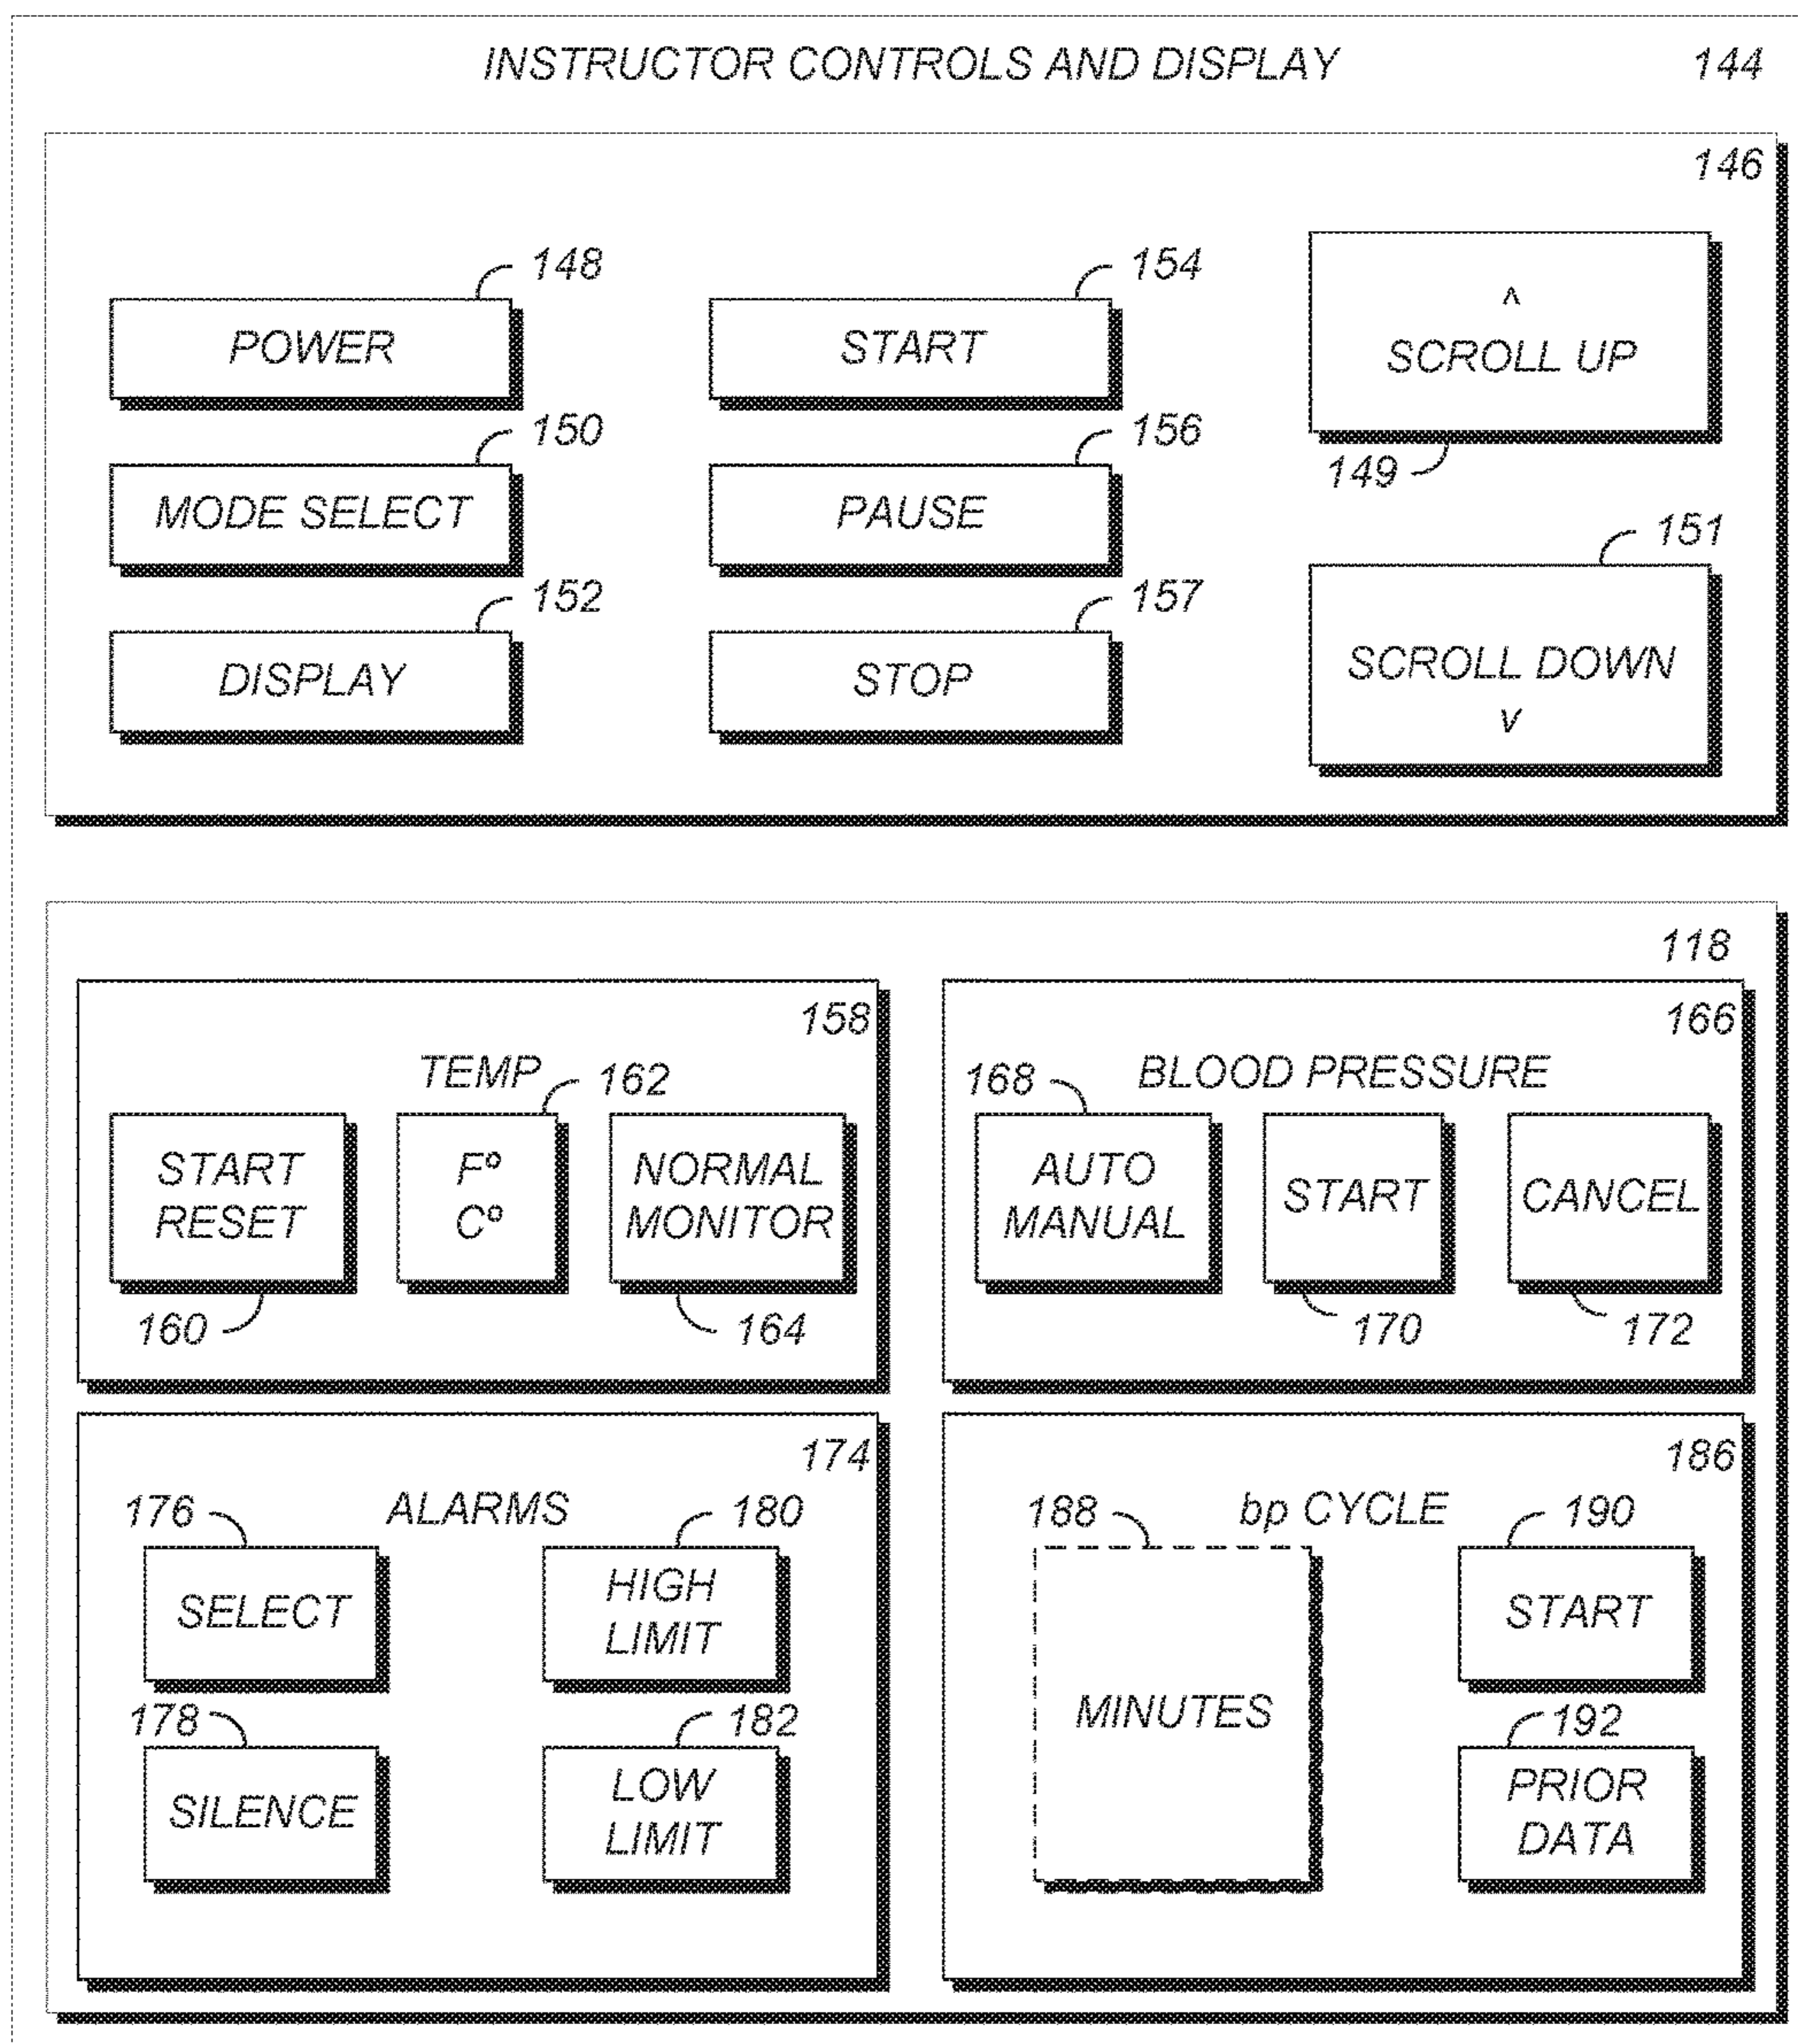 INSTRUCTOR CONTROLS AND DISPLAY 144
146
148 154
POWER START ^
SCROLL UP
150 156 149
MODE SELECT PAUSE
151
152 157
DISPLAY STOP SCROLL DOWN
v
118
158
TEMP 162
START RESET
Fº
Cº
NORMAL
MONITOR
160 164
166
168 BLOOD PRESSURE
AUTO
MANUAL
START
CANCEL
170 172
174
176 ALARMS 180
SELECT
HIGH
LIMIT
178 182
SILENCE
LOW
LIMIT
186
188 bp CYCLE 190
MINUTES
START
192
PRIOR
DATA